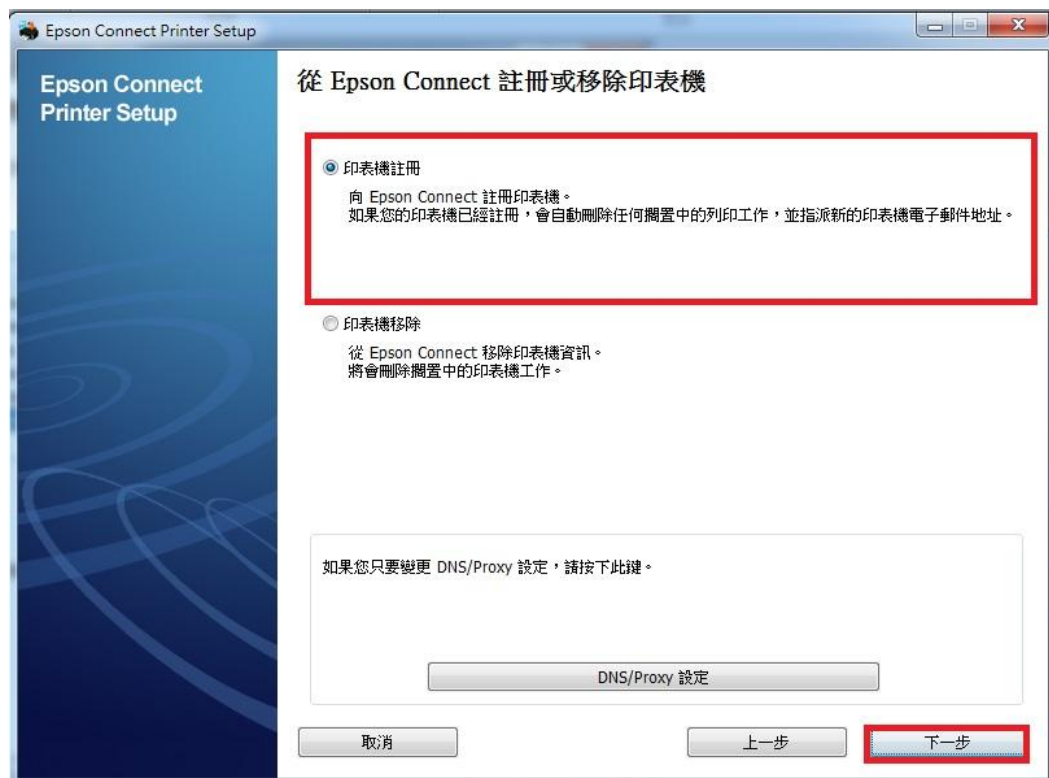 Epson Connect Printer Setup
Epson Connect
Printer Setup
從 Epson Connect 註冊或移除印表機
印表機註冊
向 Epson Connect 註冊印表機。
如果您的印表機已經註冊，會自動刪除任何擱置中的列印工作，並指派新的印表機電子郵件地址。
印表機移除
從 Epson Connect 移除印表機資訊。
將會刪除擱置中的印表機工作。
如果您只要變更 DNS/Proxy 設定，請按下此鍵。
DNS/Proxy 設定
取消
上一步
下一步